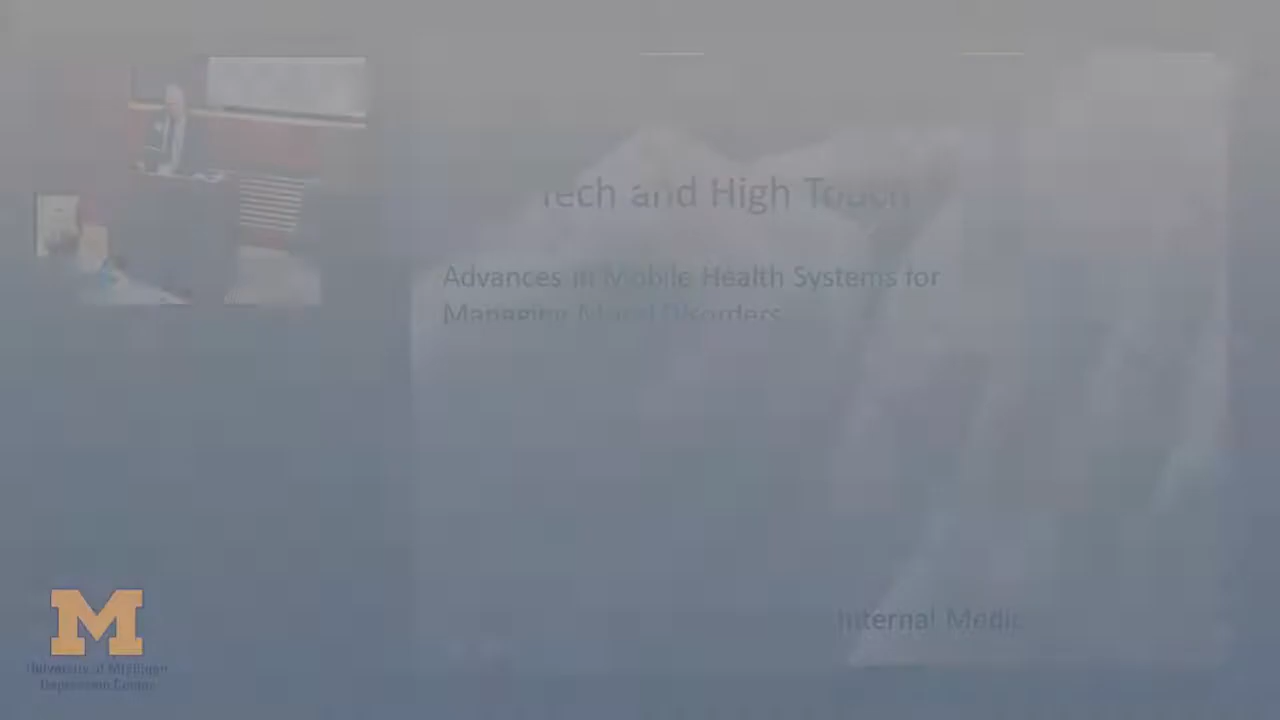 Tech and High Touch
Advances in Mobile Health Systems for
Managing Mood Disorders
Internal Medic
M
University of Michigan
Depression Center